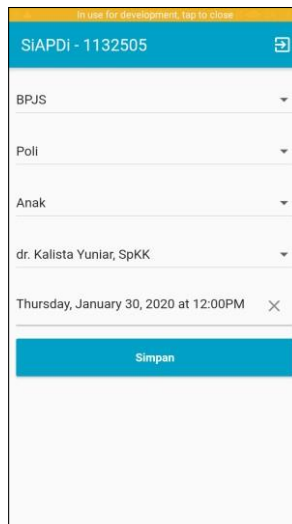 In use for development, tap to close
SiAPDi - 1132505
BPJS
Poli
Anak
dr. Kalista Yuniar, SpKK
Thursday, January 30, 2020 at 12:00PM
Simpan